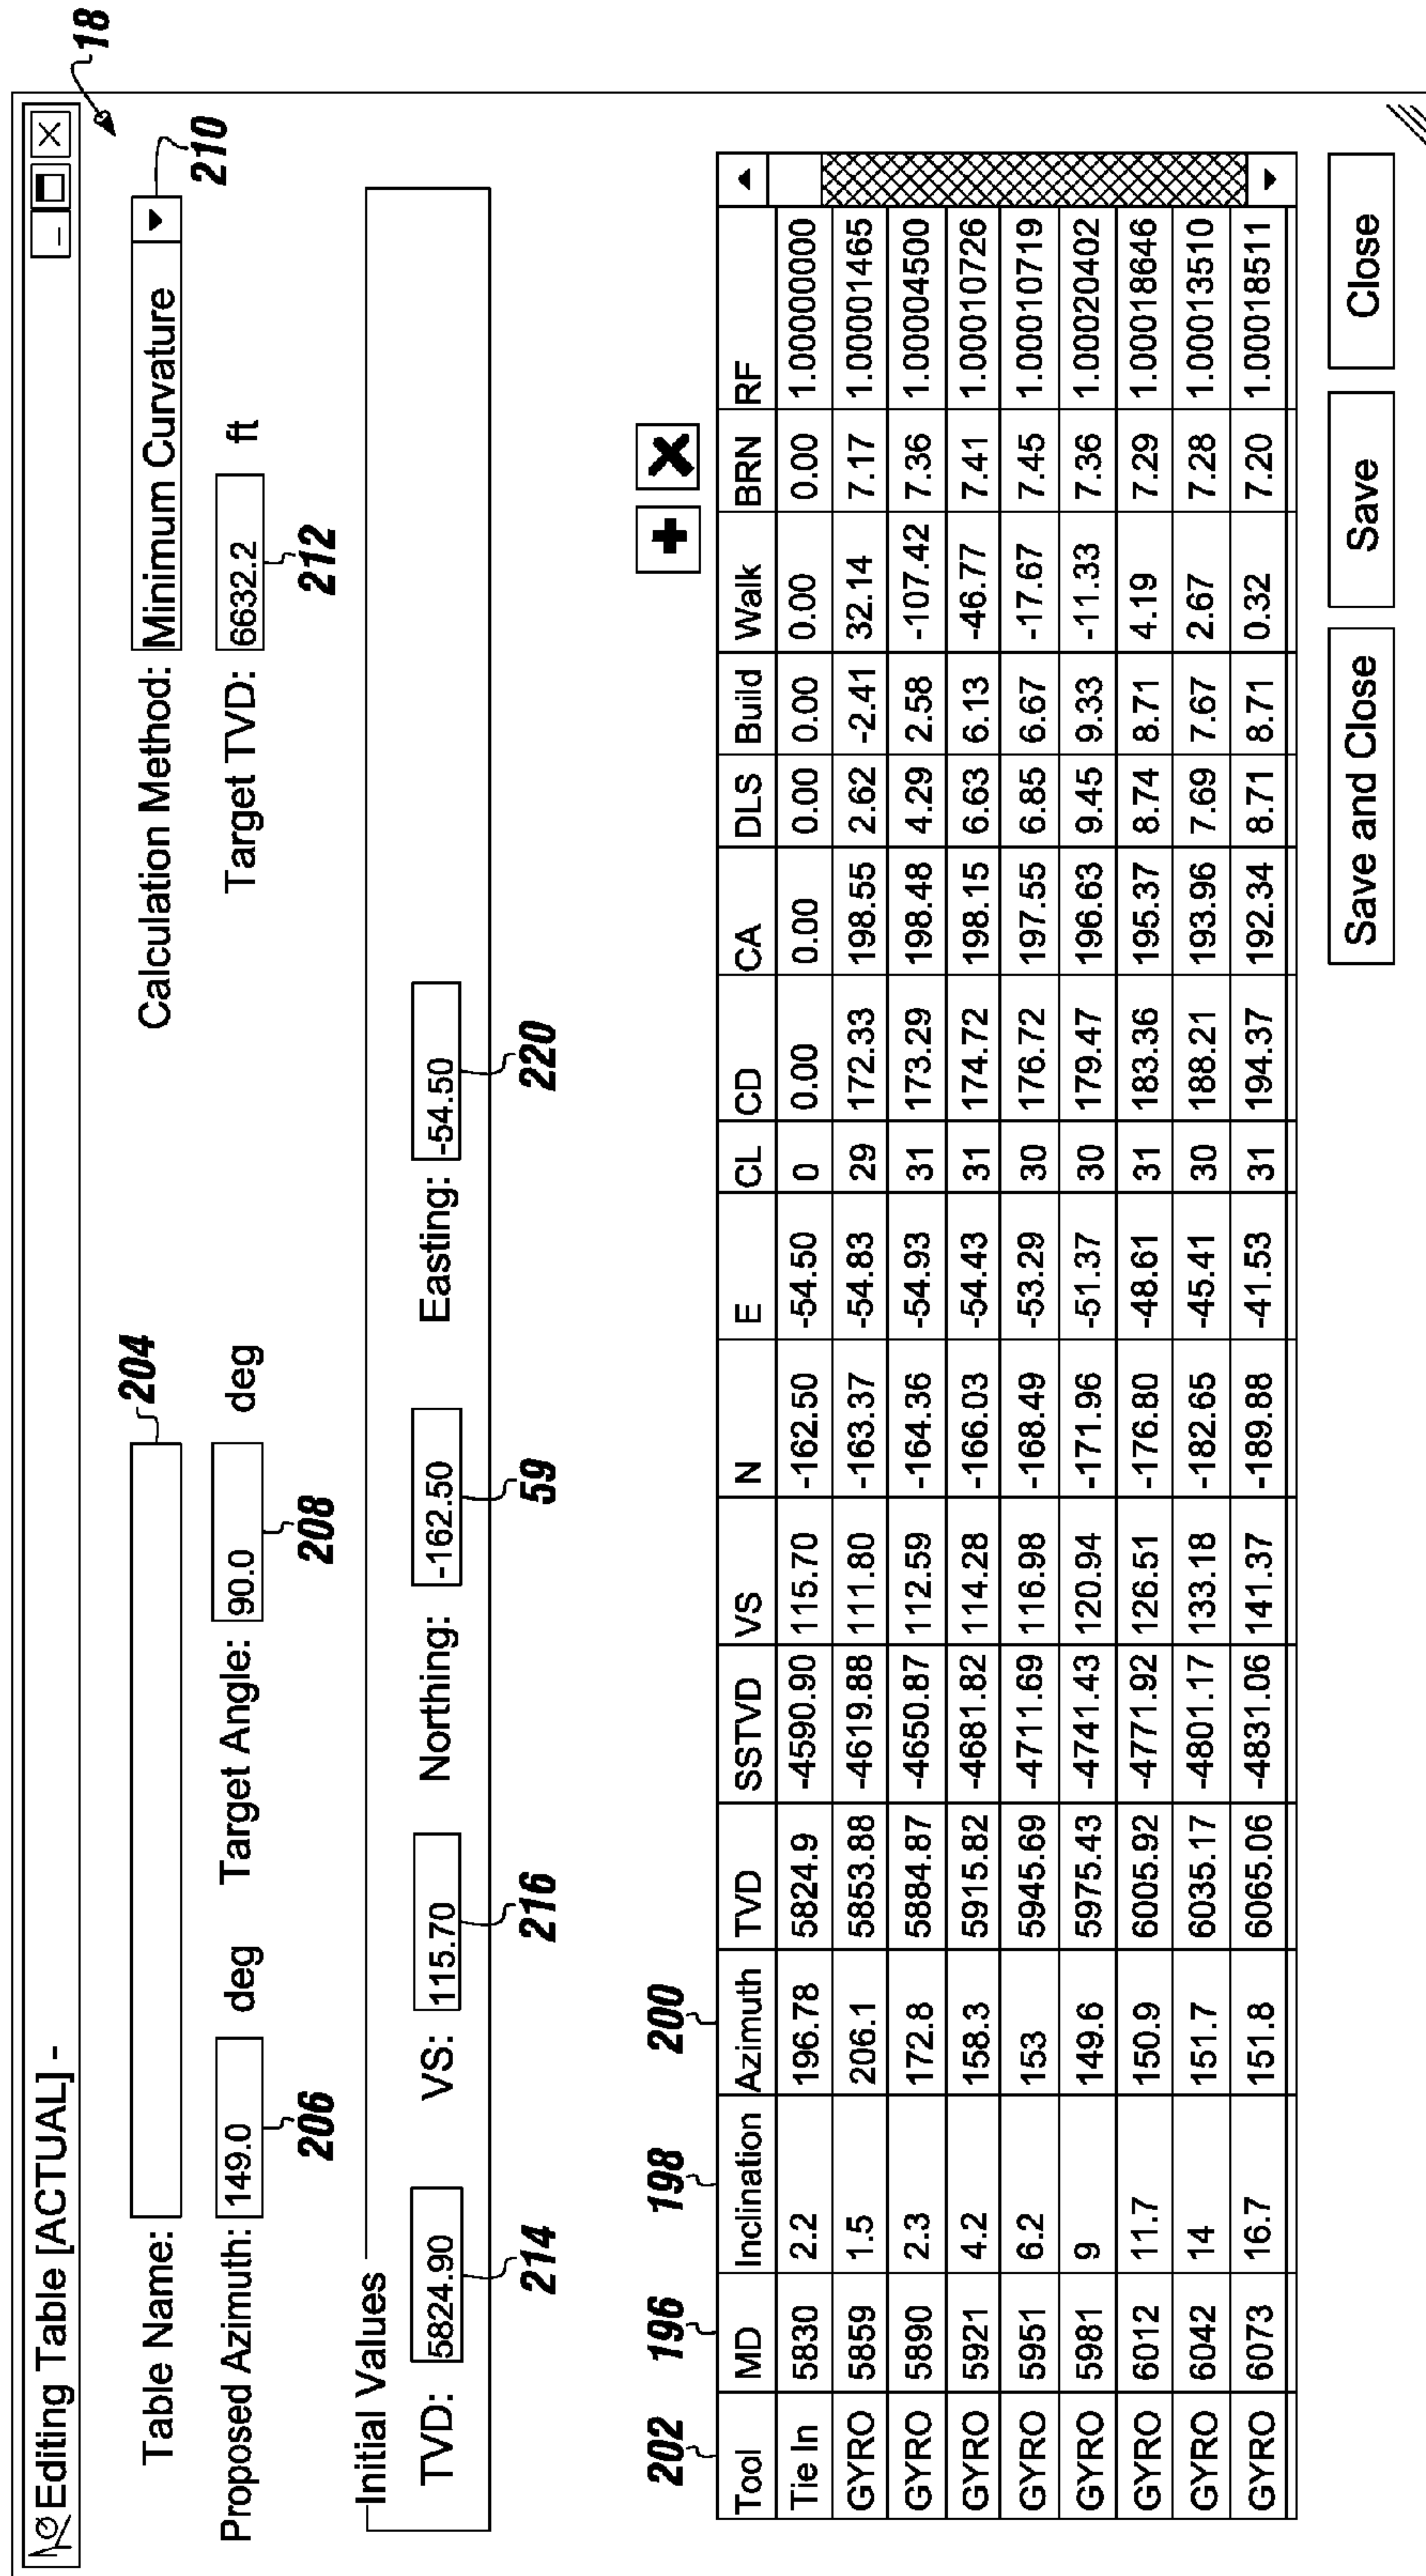 18
Editing Table [ACTUAL] -
Table Name: 204 Calculation Method: Minimum Curvature 210
Proposed Azimuth: 149.0 deg Target Angle: 90.0 deg Target TVD: 6632.2 ft
206 208 212
Initial Values
TVD: 5824.90 VS: 115.70 Northing: -162.50 Easting: -54.50
214 216 59 220
202 196 198 200
Tool MD Inclination Azimuth TVD SSTVD VS N E CL CD CA DLS Build Walk BRN RF
Tie In 5830 2.2 196.78 5824.9 -4590.90 115.70 -162.50 -54.50 0 0.00 0.00 0.00 0.00 0.00 0.00 1.00000000
GYRO 5859 1.5 206.1 5853.88 -4619.88 111.80 -163.37 -54.83 29 172.33 198.55 2.62 -2.41 32.14 7.17 1.00001465
GYRO 5890 2.3 172.8 5884.87 -4650.87 112.59 -164.36 -54.93 31 173.29 198.48 4.29 2.58 -107.42 7.36 1.00004500
GYRO 5921 4.2 158.3 5915.82 -4681.82 114.28 -166.03 -54.43 31 174.72 198.15 6.63 6.13 -46.77 7.41 1.00010726
GYRO 5951 6.2 153 5945.69 -4711.69 116.98 -168.49 -53.29 30 176.72 197.55 6.85 6.67 -17.67 7.45 1.00010719
GYRO 5981 9 149.6 5975.43 -4741.43 120.94 -171.96 -51.37 30 179.47 196.63 9.45 9.33 -11.33 7.36 1.00020402
GYRO 6012 11.7 150.9 6005.92 -4771.92 126.51 -176.80 -48.61 31 183.36 195.37 8.74 8.71 4.19 7.29 1.00018646
GYRO 6042 14 151.7 6035.17 -4801.17 133.18 -182.65 -45.41 30 188.21 193.96 7.69 7.67 2.67 7.28 1.00013510
GYRO 6073 16.7 151.8 6065.06 -4831.06 141.37 -189.88 -41.53 31 194.37 192.34 8.71 8.71 0.32 7.20 1.00018511
Save and Close Save Close